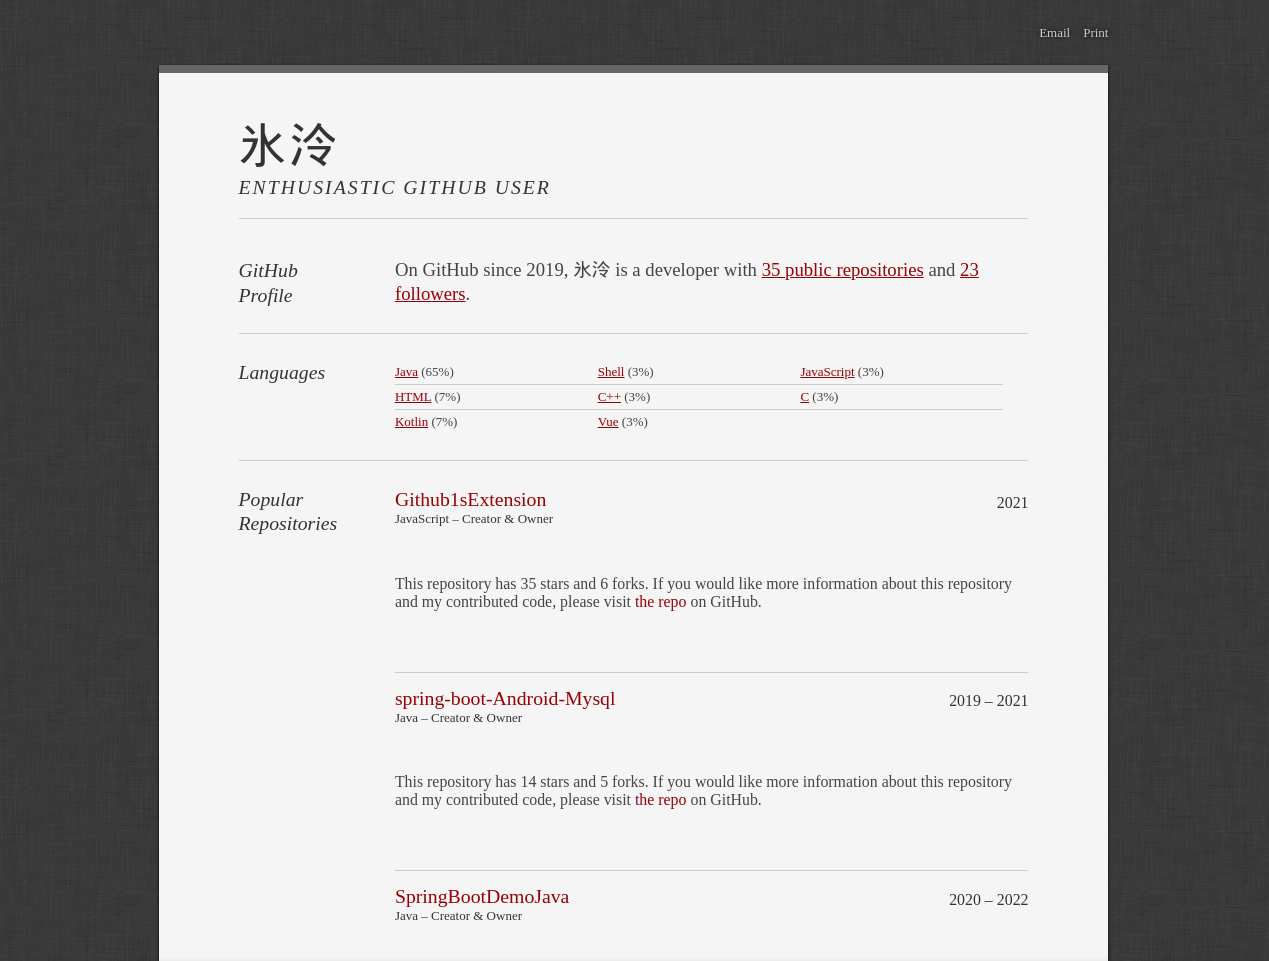 Email Print
氷泠
ENTHUSIASTIC GITHUB USER
GitHub
Profile
On GitHub since 2019, 氷泠 is a developer with 35 public repositories and 23
followers.
Languages
Java (65%) Shell (3%) JavaScript (3%)
HTML (7%) C++ (3%) C (3%)
Kotlin (7%) Vue (3%)
Popular
Repositories
Github1sExtension 2021
JavaScript – Creator & Owner
This repository has 35 stars and 6 forks. If you would like more information about this repository
and my contributed code, please visit the repo on GitHub.
spring-boot-Android-Mysql 2019 – 2021
Java – Creator & Owner
This repository has 14 stars and 5 forks. If you would like more information about this repository
and my contributed code, please visit the repo on GitHub.
SpringBootDemoJava 2020 – 2022
Java – Creator & Owner